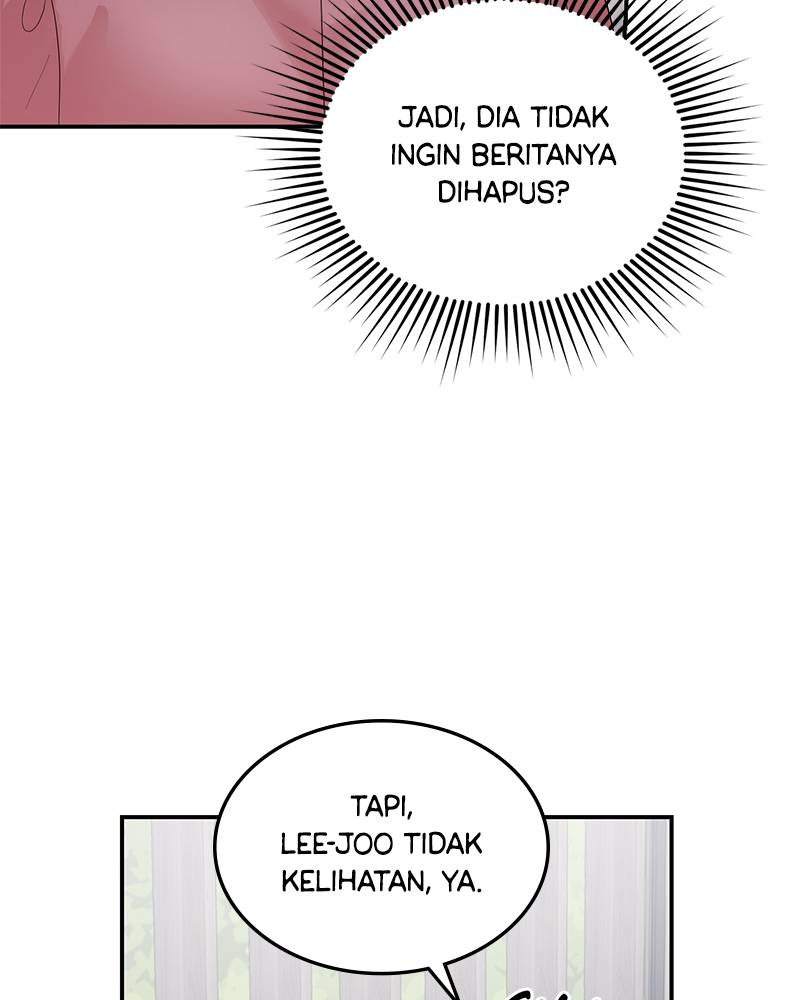 JADI, DIA TIDAK
INGIN BERITANYA
DIHAPUS?
TAPI,
LEE-JOO TIDAK
KELIHATAN, YA.